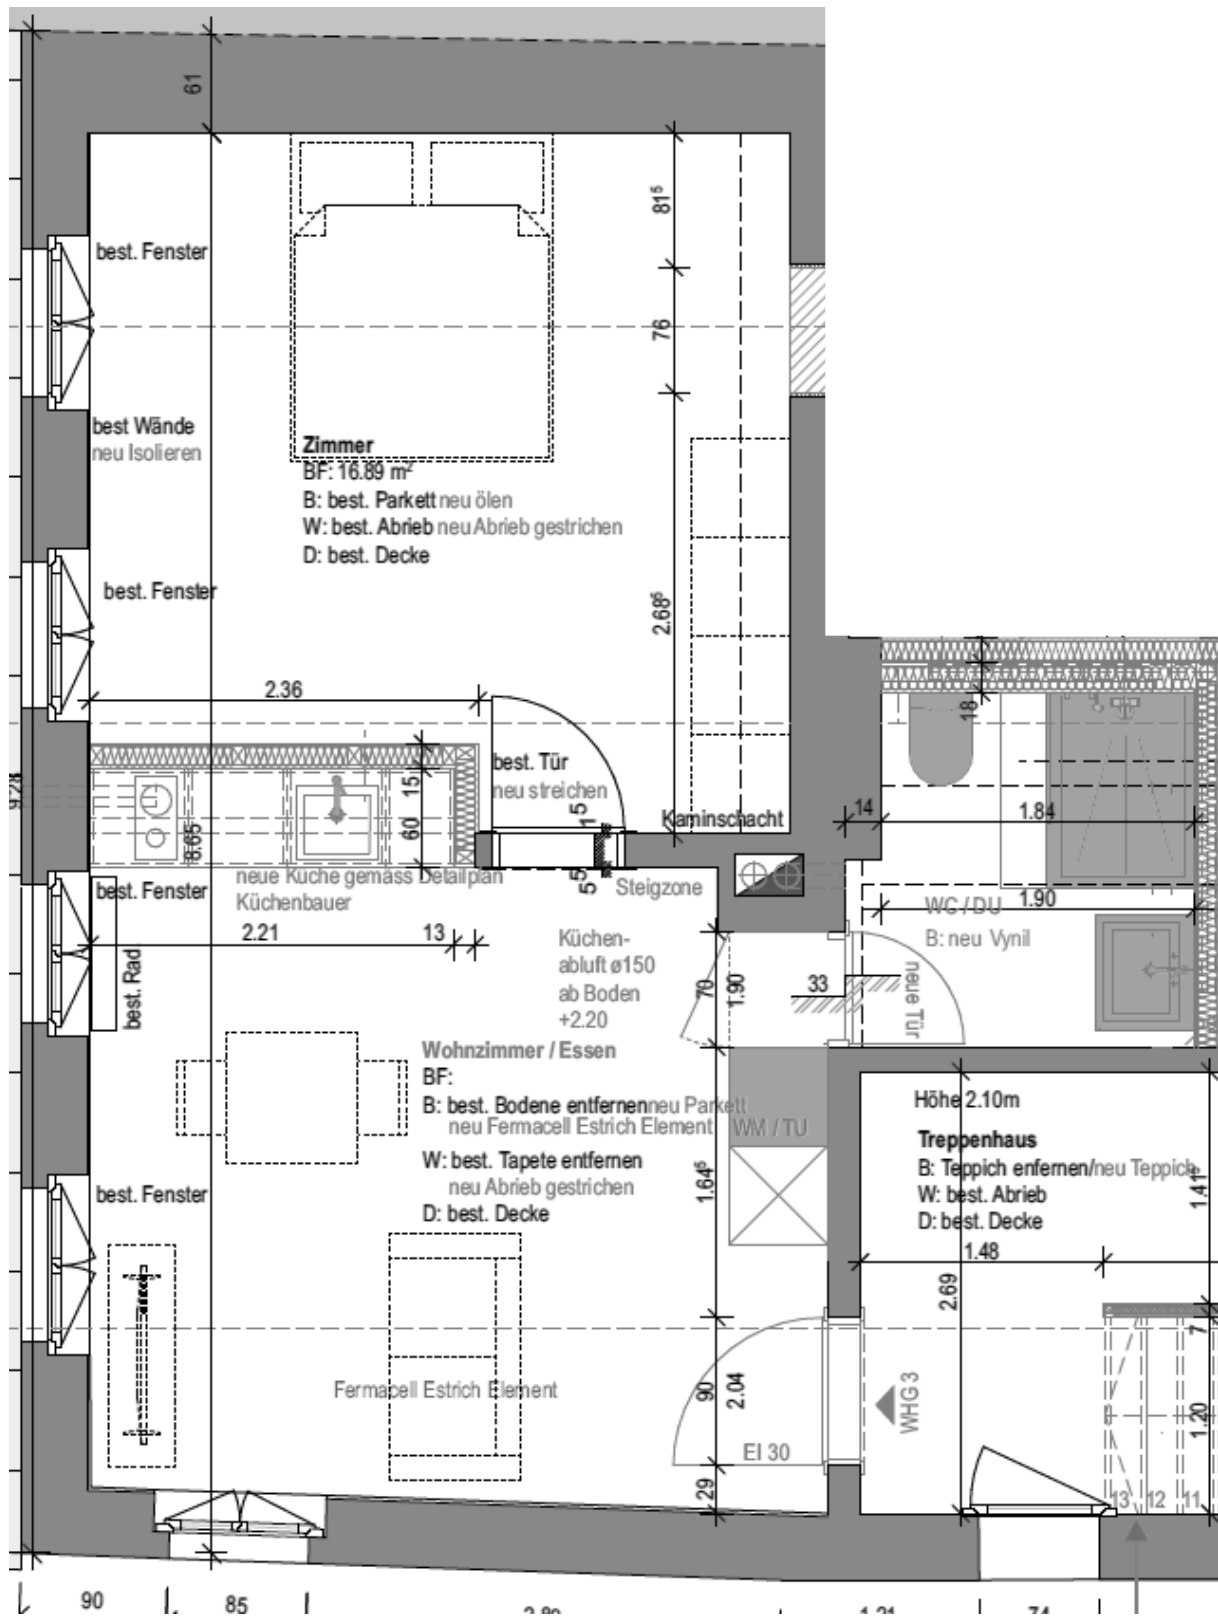 61
81⁵
best. Fenster
76
best Wände
neu Isolieren
Zimmer
BF: 16.89 m²
B: best. Parkett neu ölen
W: best. Abrieb neu Abrieb gestrichen
D: best. Decke
best. Fenster
2.68⁵
2.36
18
best. Tür
neu streichen
15
15
9.28
60
8.65
Kaminschacht
14
1.84
neue Küche gemäss Detailplan
Küchenbauer
55
Steigzone
best. Fenster
1.90
WC / DU
B: neu Vynil
2.21
13
best. Rad
Küchen-
abluft ø150
ab Boden
+2.20
70
1.90
33
neue Tür
Wohnzimmer / Essen
BF:
B: best. Bodene entfernen neu Parkett
neu Fermacell Estrich Element
W: best. Tapete entfernen
neu Abrieb gestrichen
D: best. Decke
WM / TU
Höhe 2.10m
Treppenhaus
B: Teppich enfernen/neu Teppich
W: best. Abrieb
D: best. Decke
best. Fenster
1.64⁵
1.41⁵
1.48
2.69
7
Fermacell Estrich Element
90
2.04
WHG 3
1.20
EI 30
29
13
12
11
90
85
2.89
1.21
74